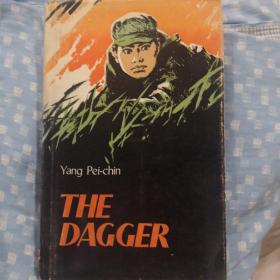 Yang Pei-chin
THE
DAGGER